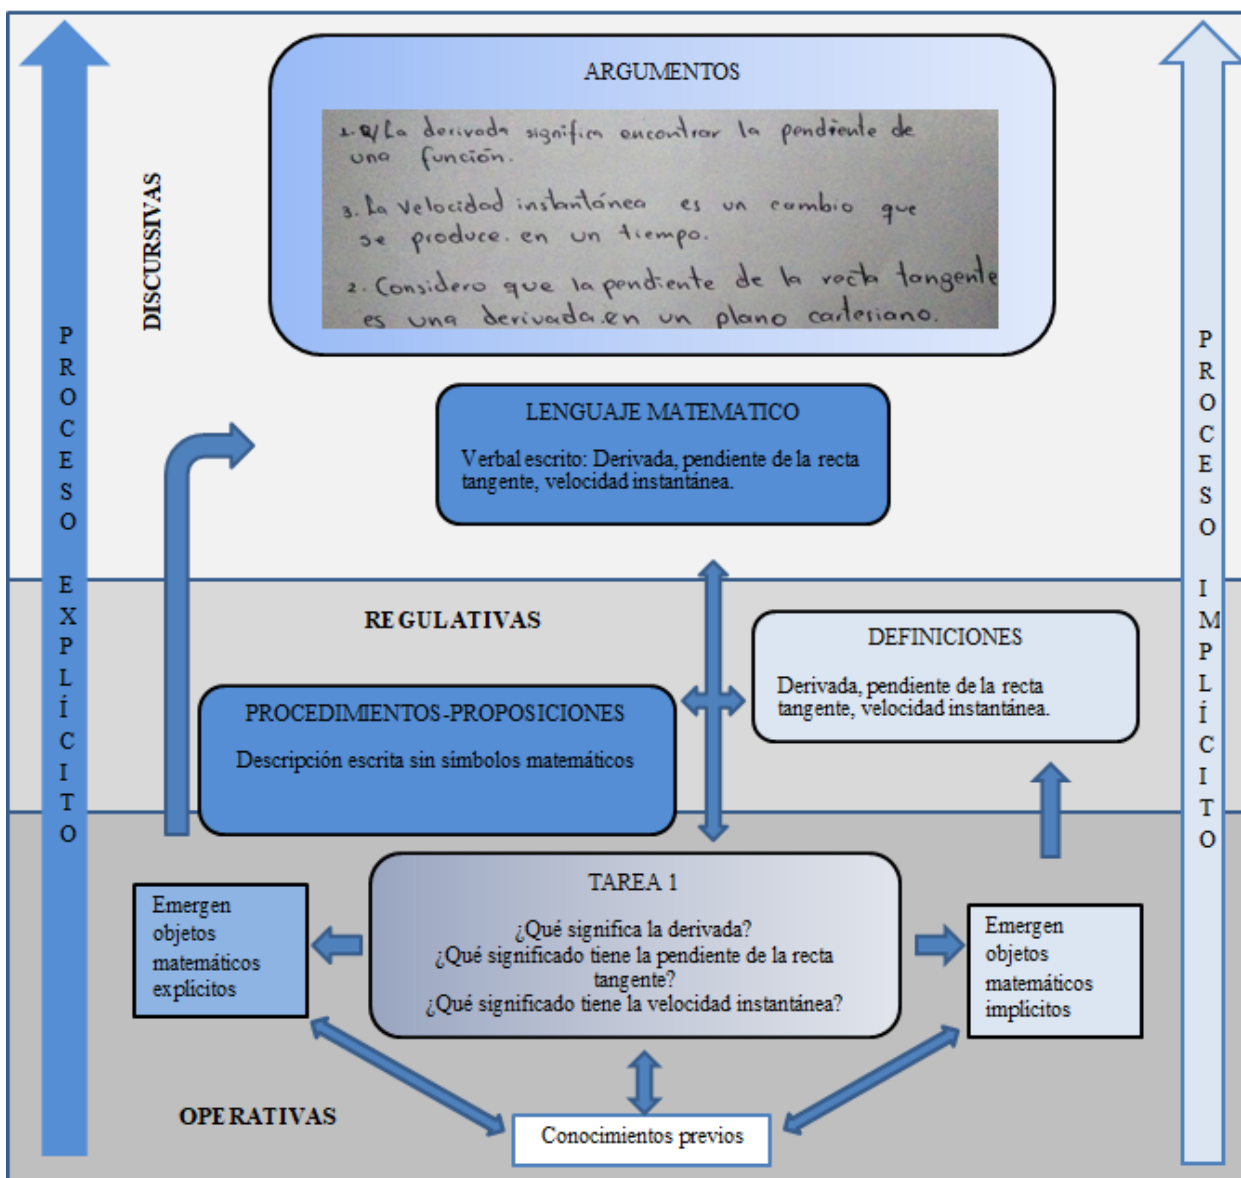 ARGUMENTOS
1. R/La derivada significa encontrar la pendiente de
una función.
3. La velocidad instantánea es un cambio que
se produce. en un tiempo.
2. Considero que la pendiente de la recta tangente
es una derivada.en un plano cartesiano.
DISCURSIVAS
PROCESO EXPLÍCITO
PROCESO IMPLÍCITO
LENGUAJE MATEMATICO
Verbal escrito: Derivada, pendiente de la recta
tangente, velocidad instantánea.
REGULATIVAS
DEFINICIONES
Derivada, pendiente de la recta
tangente, velocidad instantánea.
PROCEDIMIENTOS-PROPOSICIONES
Descripción escrita sin símbolos matemáticos
TAREA 1
¿Qué significa la derivada?
¿Qué significado tiene la pendiente de la recta
tangente?
¿Qué significado tiene la velocidad instantánea?
Emergen
objetos
matemáticos
explícitos
Emergen
objetos
matemáticos
implícitos
OPERATIVAS
Conocimientos previos